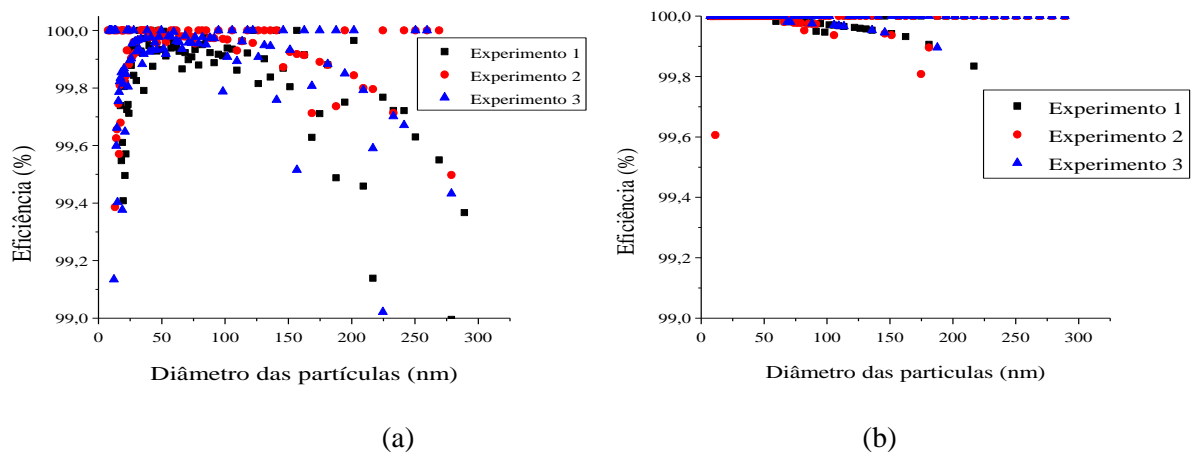 100,0
99,8
99,6
99,4
99,2
99,0
Eficiência (%)
0 50 100 150 200 250 300
Diâmetro das partículas (nm)
Experimento 1
Experimento 2
Experimento 3
(a)
100,0
99,8
99,6
99,4
99,2
99,0
Eficiência (%)
0 50 100 150 200 250 300
Diâmetro das particulas (nm)
Experimento 1
Experimento 2
Experimento 3
(b)